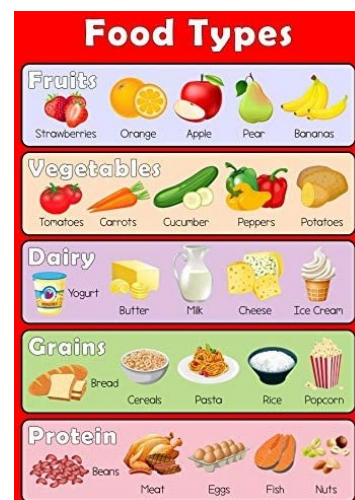 Food Types
Fruits
Strawberries Orange Apple Pear Bananas
Vegetables
Tomatoes Carrots Cucumber Peppers Potatoes
Dairy
Yogurt
Butter Milk Cheese Ice Cream
Grains
Bread
Cereals Pasta Rice Popcorn
Protein
Beans
Meat Eggs Fish Nuts